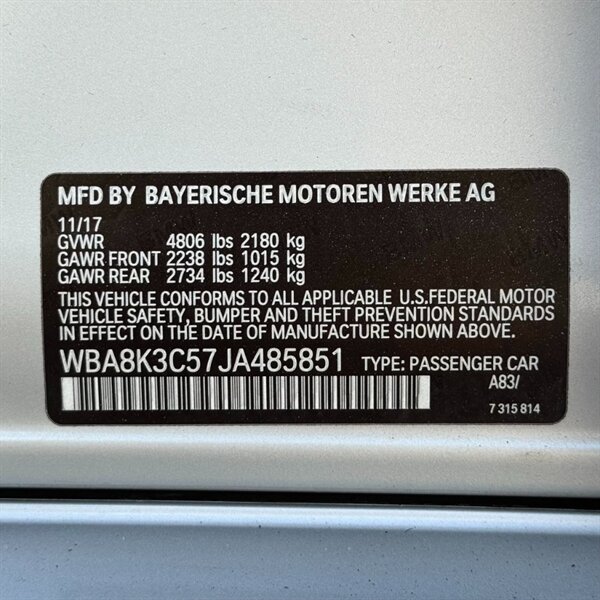 MFD BY BAYERISCHE MOTOREN WERKE AG
11/17
GVWR 4806 lbs 2180 kg
GAWR FRONT 2238 lbs 1015 kg
GAWR REAR 2734 lbs 1240 kg
THIS VEHICLE CONFORMS TO ALL APPLICABLE U.S.FEDERAL MOTOR
VEHICLE SAFETY, BUMPER AND THEFT PREVENTION STANDARDS
IN EFFECT ON THE DATE OF MANUFACTURE SHOWN ABOVE.
WBA8K3C57JA485851 TYPE: PASSENGER CAR
A83/
7 315 814